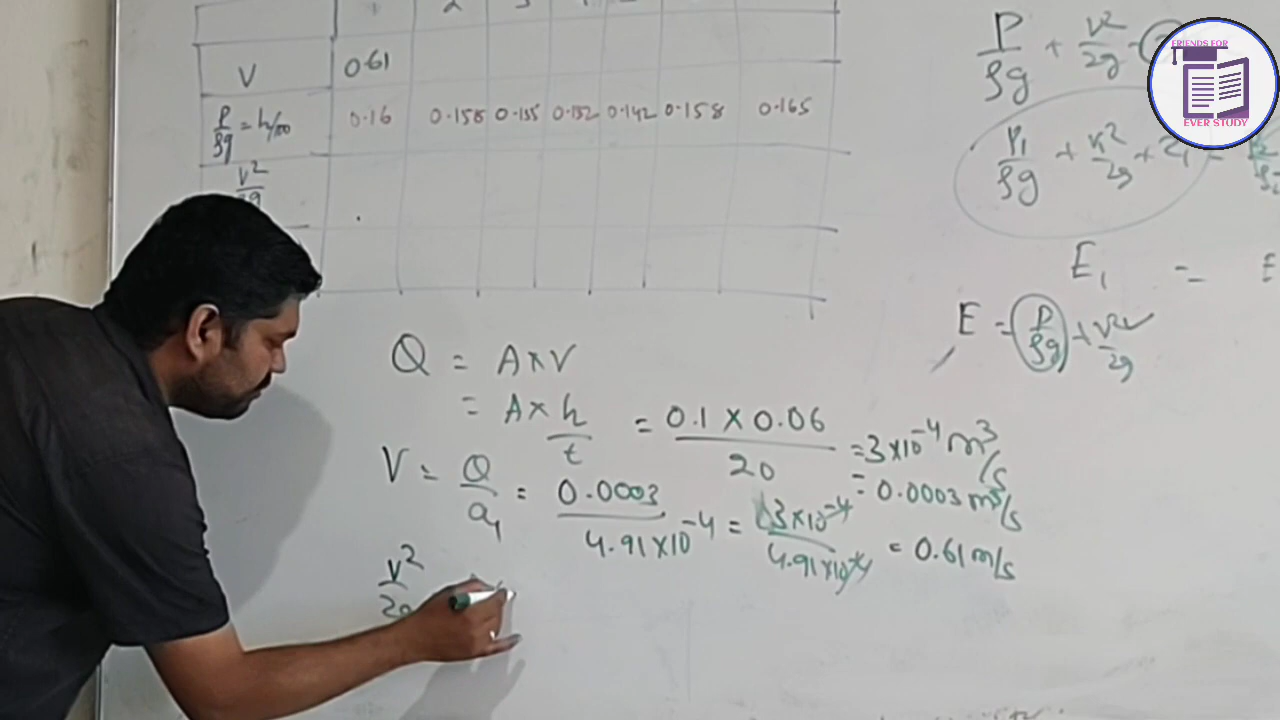 V 0.61
P/ρg = h/100 0.16 0.158 0.155 0.132 0.142 0.158 0.165
V²/2g
P/ρg + V²/2g
P₁/ρg + V₁²/2g + Z₁ =
E₁ = E
E = P/ρg + V²/2g
Q = A×V
= A × h/t = 0.1 × 0.06/20 = 3×10⁻⁴ m³/s
= 0.0003 m³/s
V = Q/a₁ = 0.0003/4.91×10⁻⁴ = 3×10⁻⁴/4.91×10⁻⁴ = 0.61 m/s
V²/2g
FRIENDS FOR
EVER STUDY